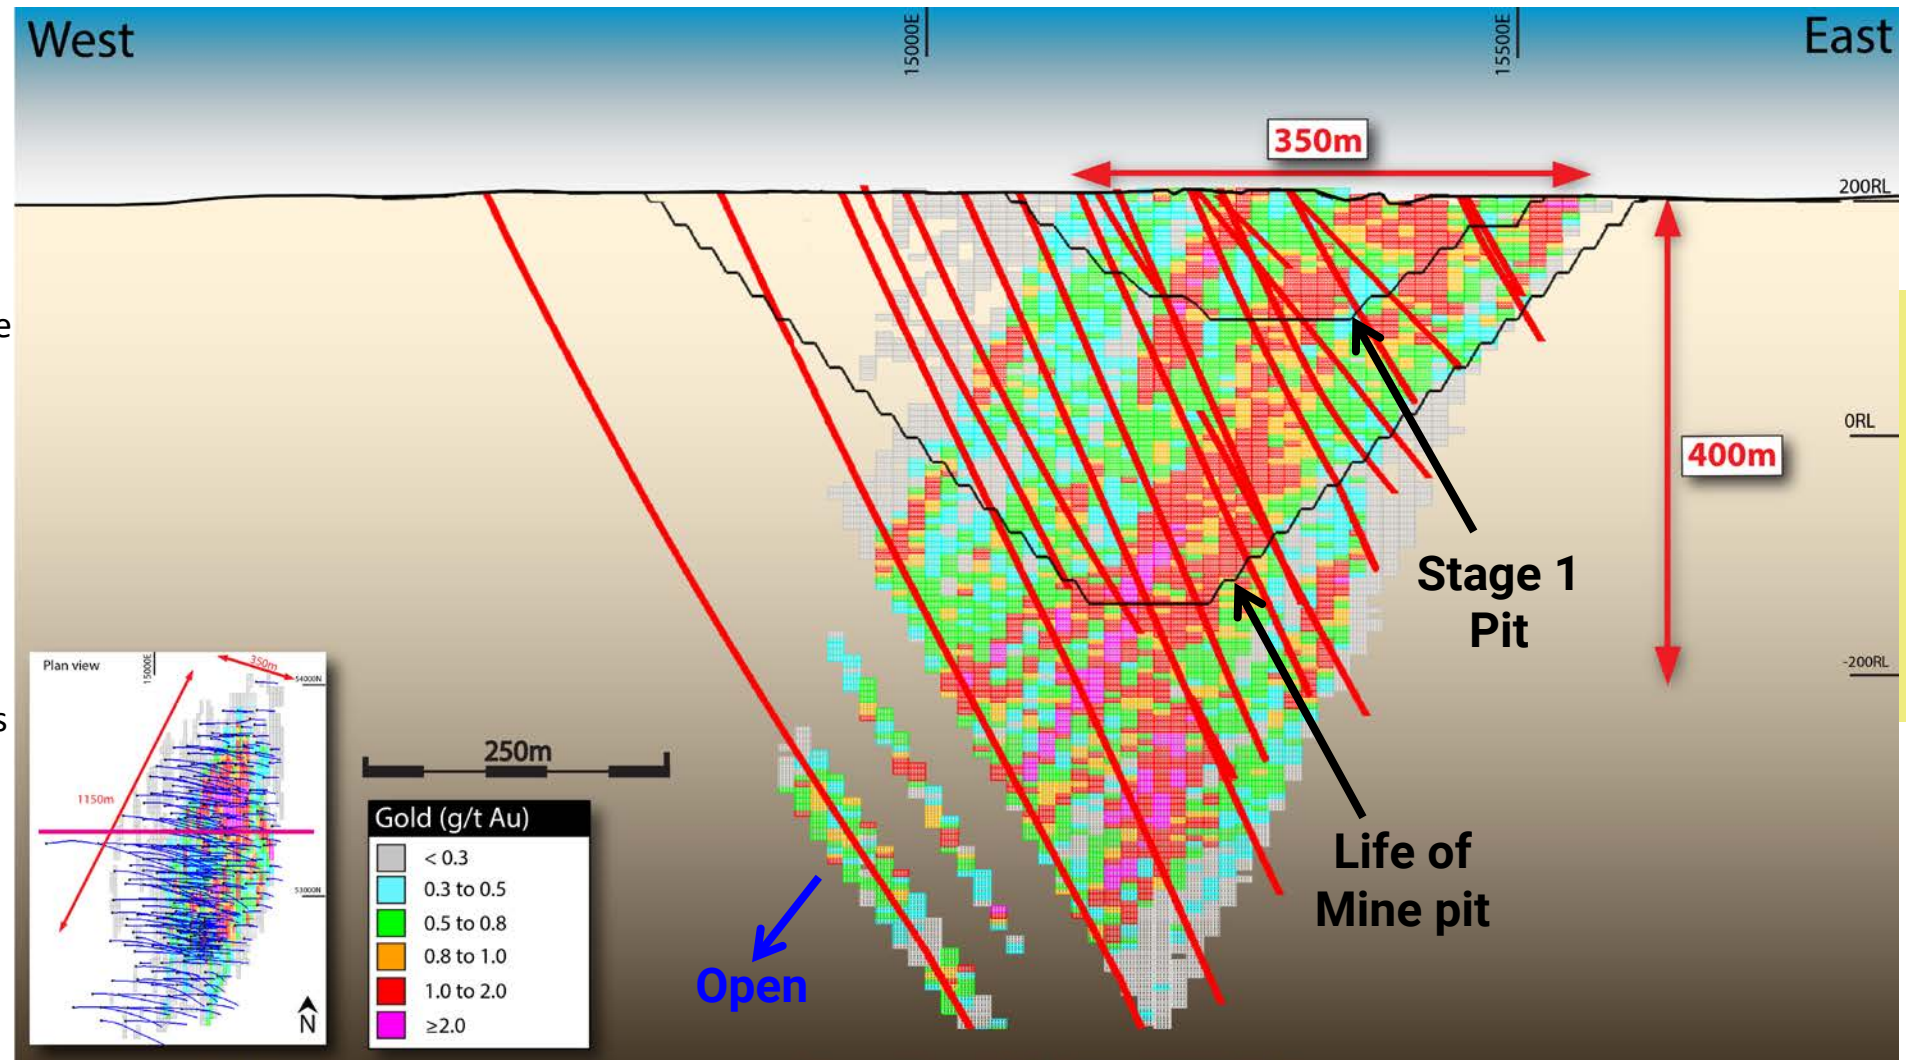 West
15000E
15500E
East
350m
200RL
e
0RL
400m
Stage 1
Pit
-200RL
Plan view
15000E
350m
54000N
s
250m
1150m
Gold (g/t Au)
< 0.3
0.3 to 0.5
0.5 to 0.8
0.8 to 1.0
1.0 to 2.0
≥2.0
Life of
Mine pit
53000N
Open
N